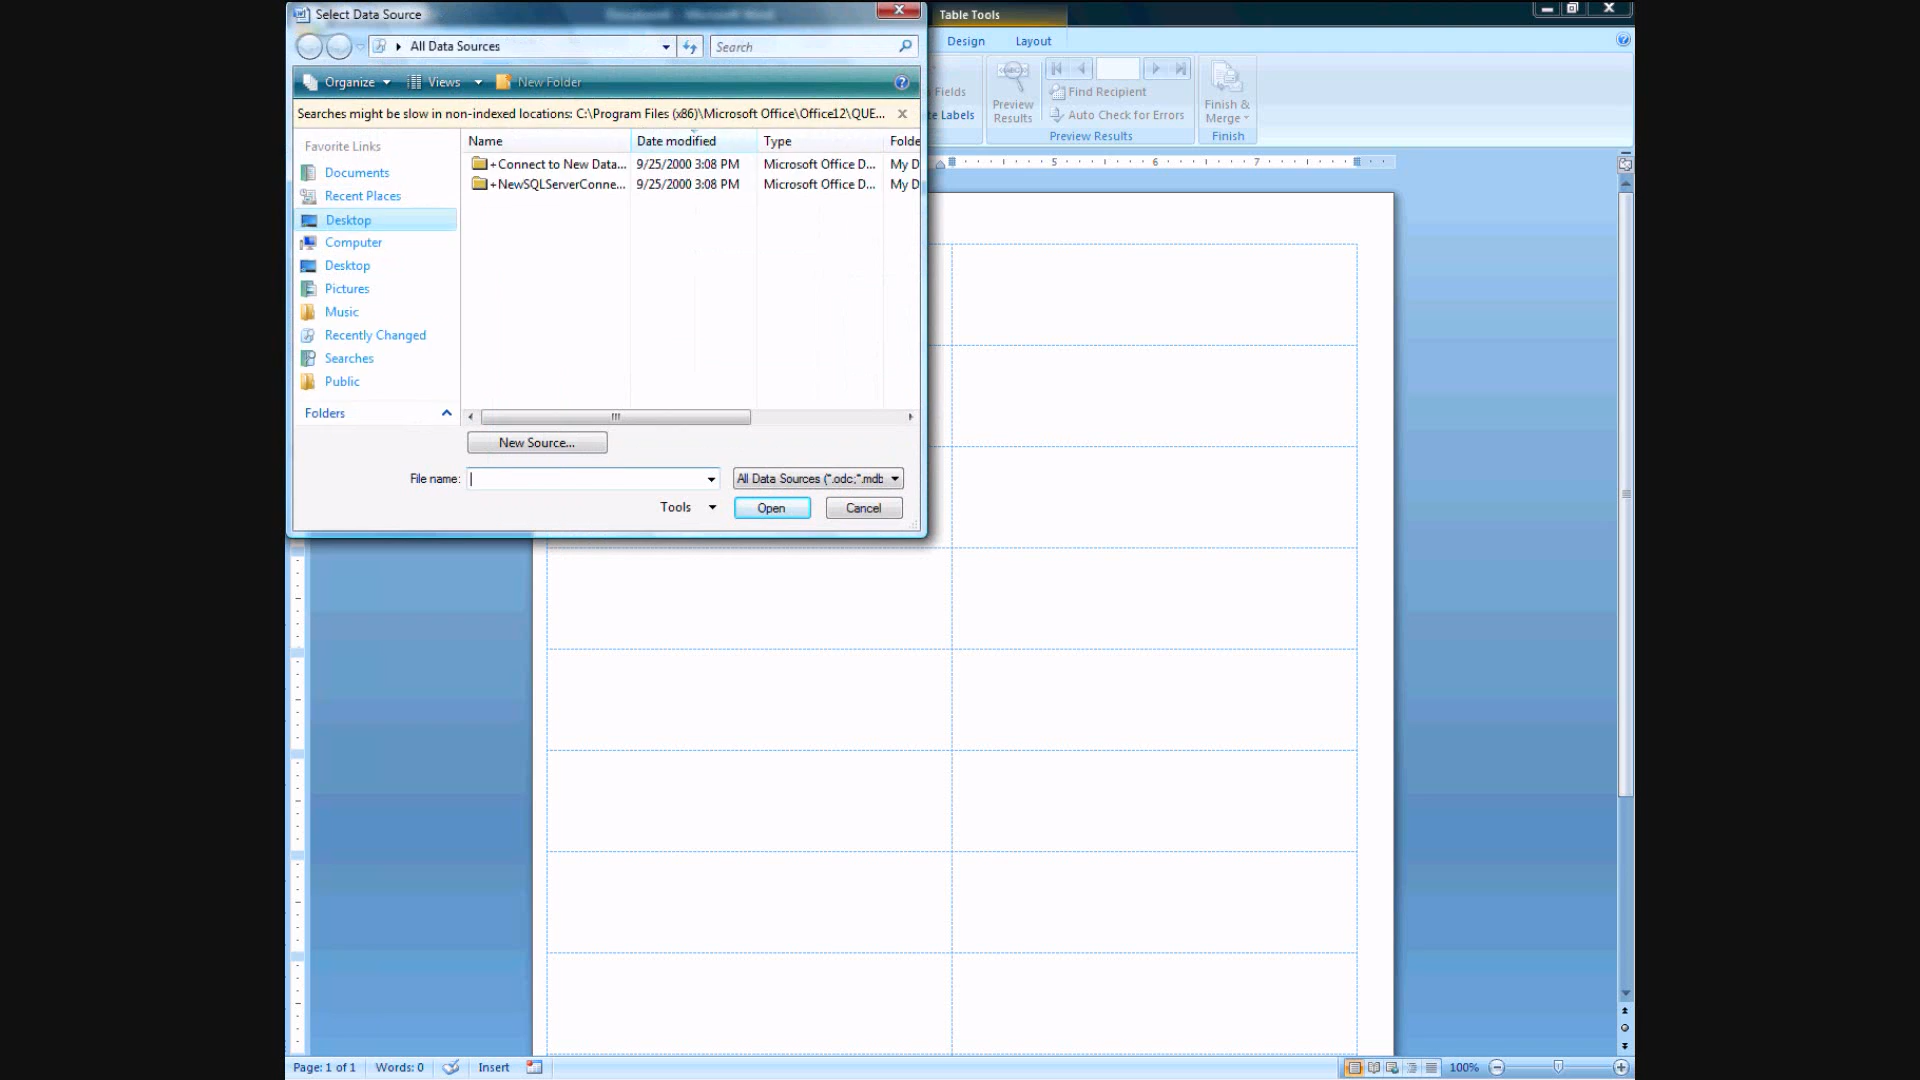 Select Data Source
Table Tools
All Data Sources
Search
Design
Layout
Organize
Views
New Folder
Fields
Preview Results
Find Recipient
Finish & Merge
Searches might be slow in non-indexed locations: C:\Program Files (x86)\Microsoft Office\Office12\QUE...
te Labels
Auto Check for Errors
Preview Results
Finish
Favorite Links
Name
Date modified
Type
Folde
+Connect to New Data...
9/25/2000 3:08 PM
Microsoft Office D...
My D
+NewSQLServerConne...
9/25/2000 3:08 PM
Microsoft Office D...
My D
Documents
Recent Places
Desktop
Computer
Desktop
Pictures
Music
Recently Changed
Searches
Public
Folders
New Source...
File name:
All Data Sources (*.odc;*.mdb
Tools
Open
Cancel
5
6
7
Page: 1 of 1
Words: 0
Insert
100%